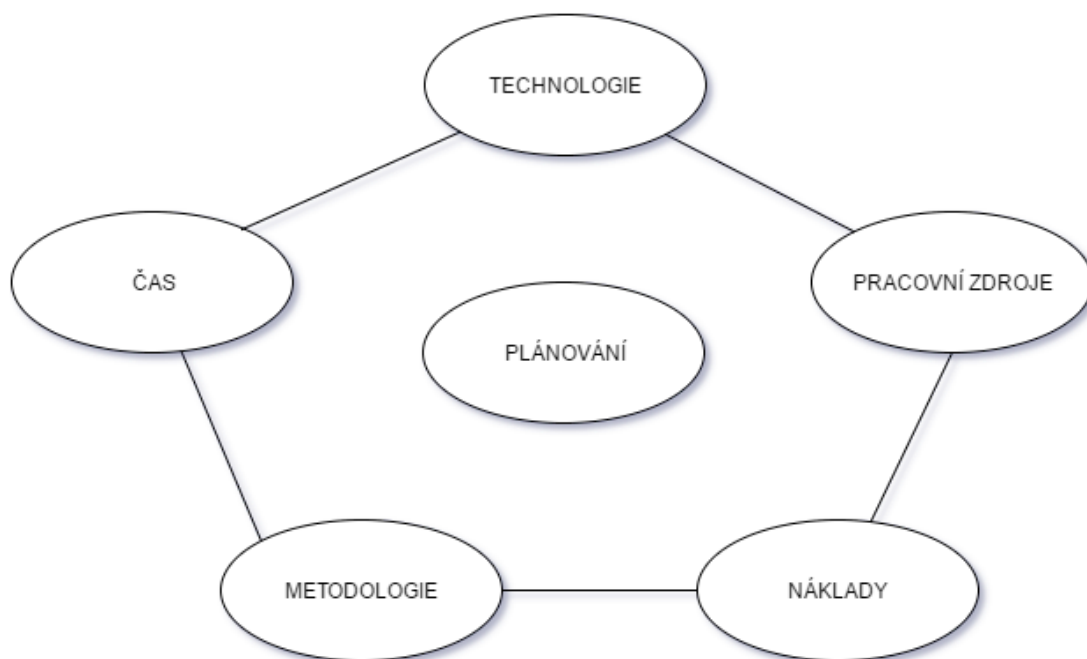 TECHNOLOGIE
ČAS
PRACOVNÍ ZDROJE
PLÁNOVÁNÍ
METODOLOGIE
NÁKLADY